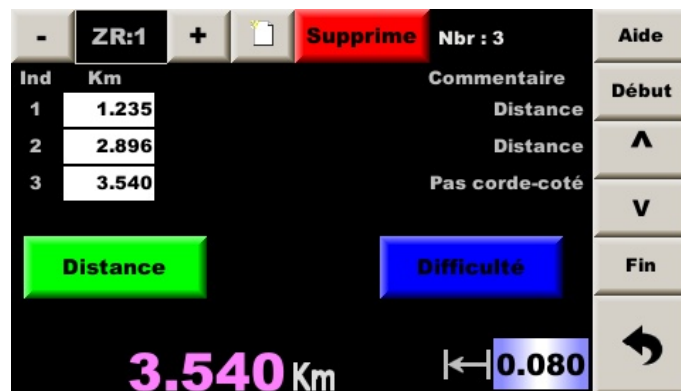 - ZR:1 + Supprime Nbr : 3 Aide
Ind Km Commentaire Début
1 1.235 Distance
2 2.896 Distance
3 3.540 Pas corde-coté
Distance Difficulté Fin
3.540 Km 0.080